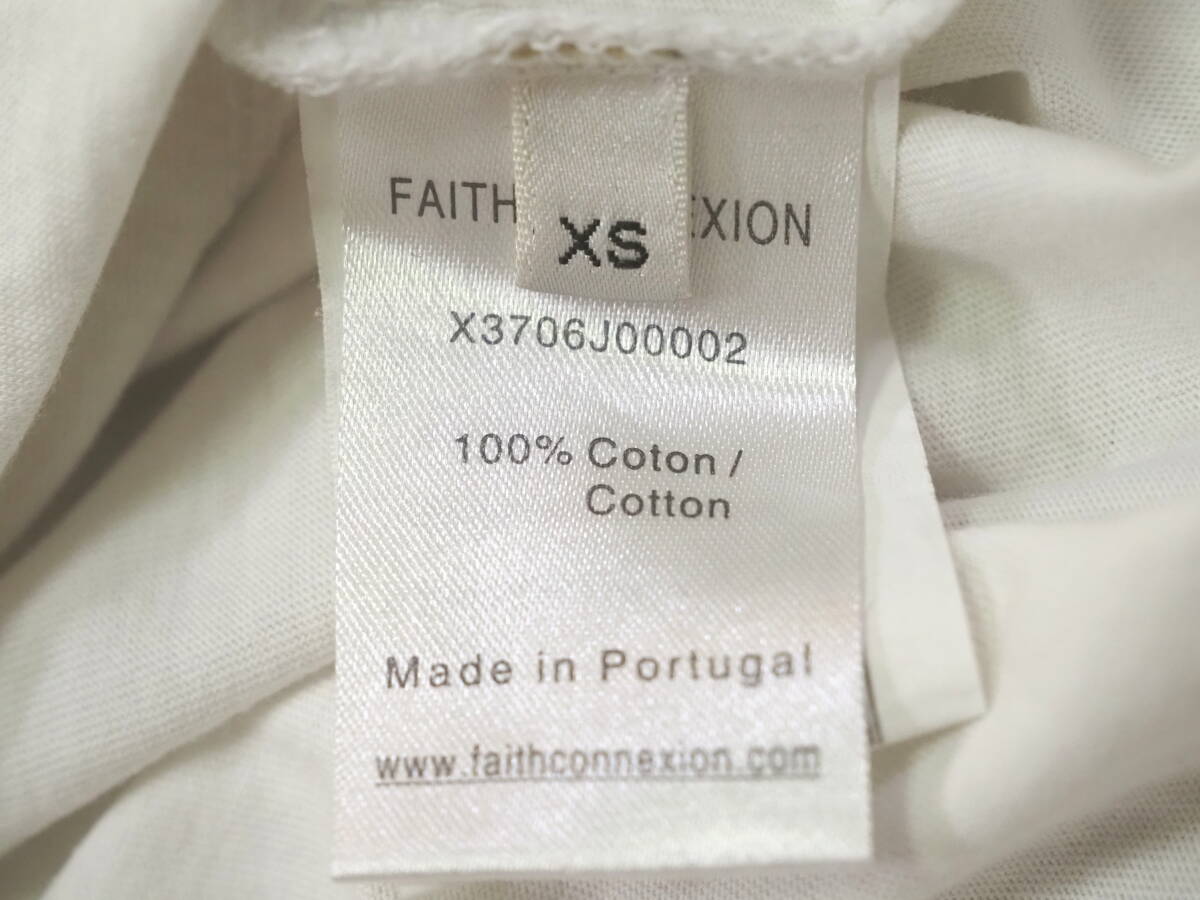 FAITH EXION
XS
X3706J00002
100% Coton /
Cotton
Made in Portugal
www.faithconnexion.com